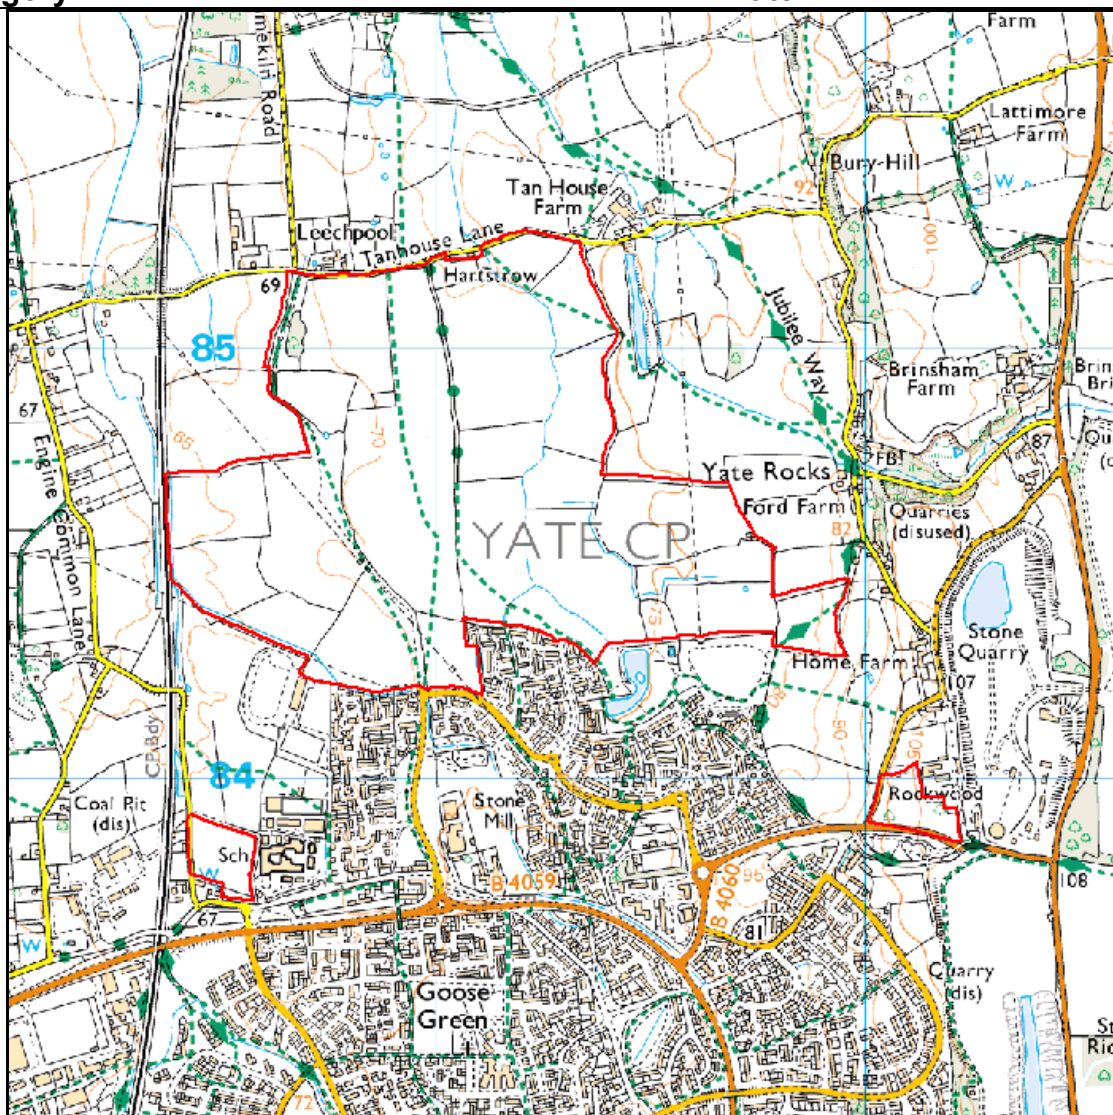 Farm
Road
Lattimore
Farm
Bury-Hill
92
Tan House
Farm
W
100
Leechpool
Tanhouse Lane
Hartstrow
69
85
Jubilee Way
Brinsham
Farm
67
Engine Common Lane
65
70
87
FB
Yate Rocks
Ford Farm
Quarries
(disused)
82
YATE CP
75
Stone
Quarry
Home Farm
107
80
90
CP Bdy
84
105
Rockwood
Coal Pit
(dis)
Stone
Mill
Sch
W
B 4059
B 4060
95
108
67
81
W
Quarry
(dis)
Goose
Green
72